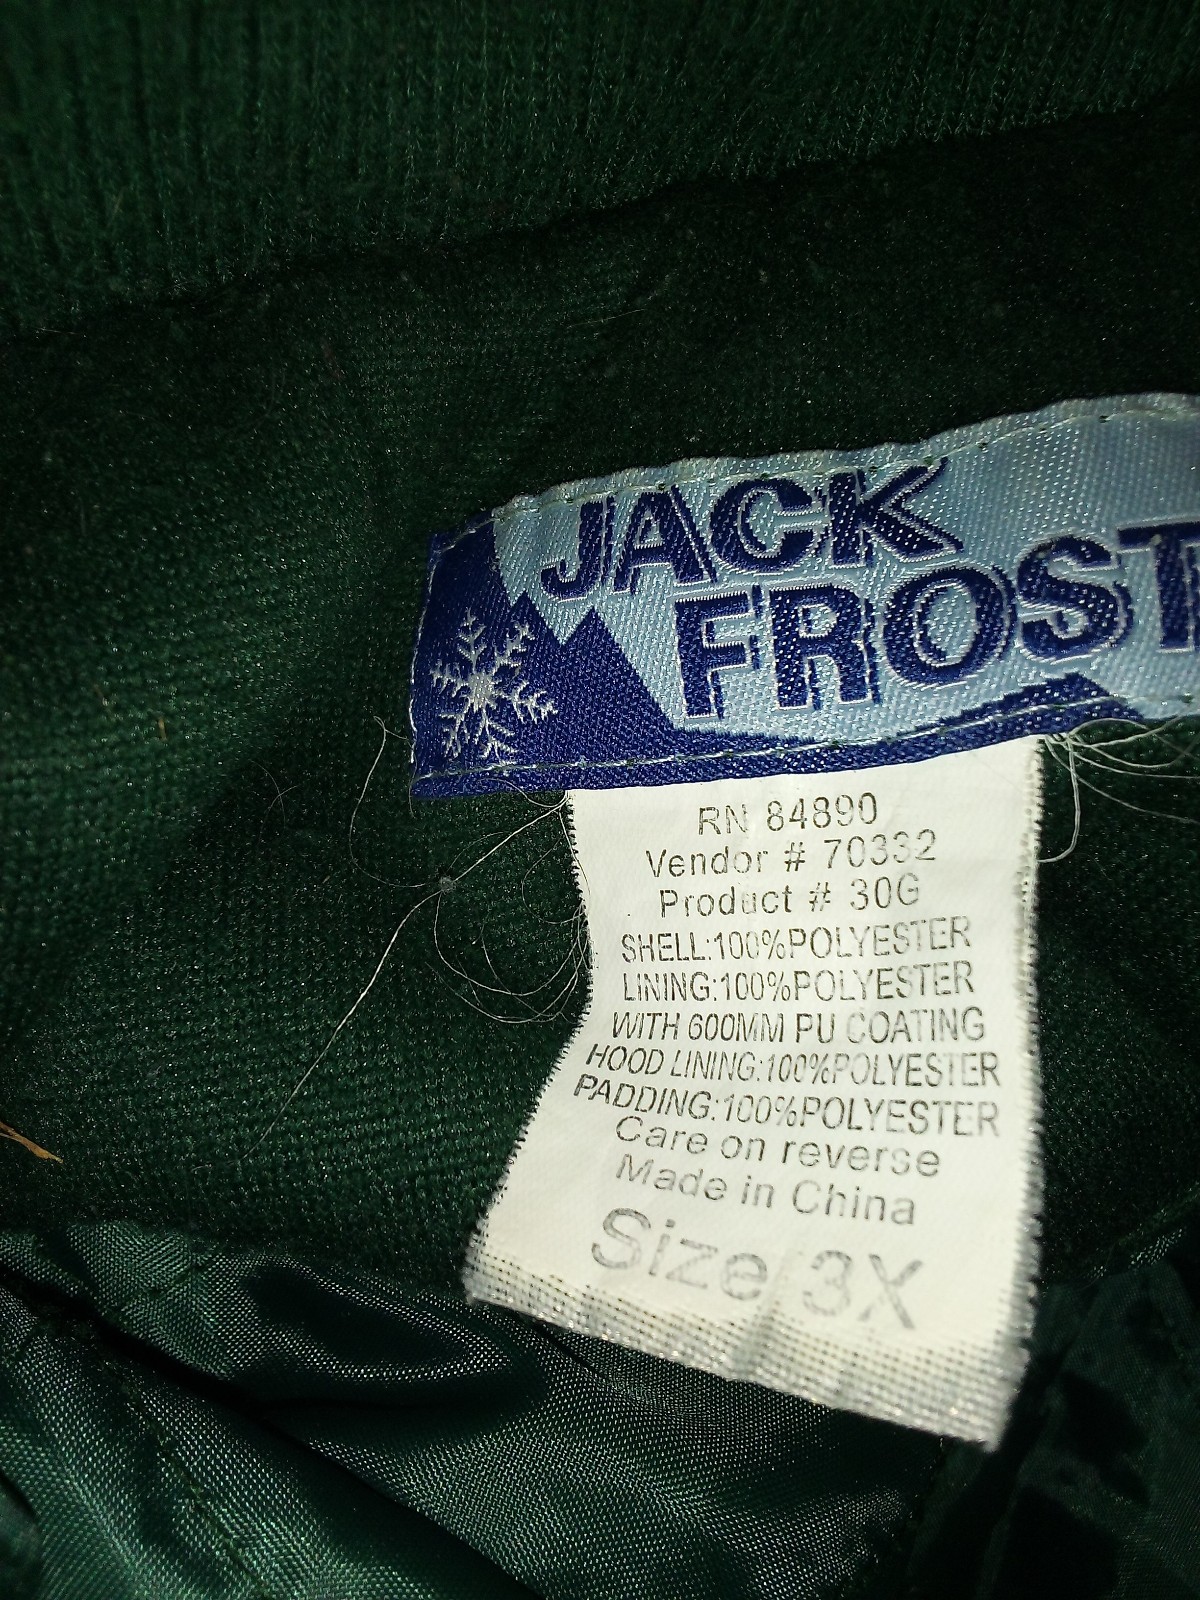 JACK
FROST
RN 84890
Vendor # 70332
Product # 30G
SHELL:100%POLYESTER
LINING:100%POLYESTER
WITH 600MM PU COATING
HOOD LINING:100%POLYESTER
PADDING:100%POLYESTER
Care on reverse
Made in China
Size 3X